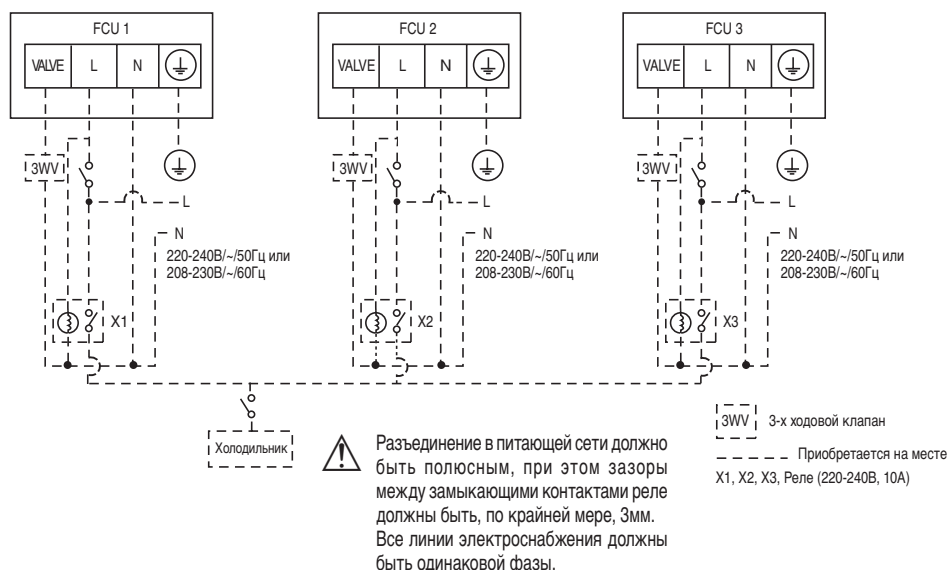 FCU 1
VALVE L N
3WV
L
N
220-240В/~/50Гц или
208-230В/~/60Гц
X1
FCU 2
VALVE L N
3WV
L
N
220-240В/~/50Гц или
208-230В/~/60Гц
X2
FCU 3
VALVE L N
3WV
L
N
220-240В/~/50Гц или
208-230В/~/60Гц
X3
Холодильник
Разъединение в питающей сети должно
быть полюсным, при этом зазоры
между замыкающими контактами реле
должны быть, по крайней мере, 3мм.
Все линии электроснабжения должны
быть одинаковой фазы.
3WV 3-х ходовой клапан
Приобретается на месте
X1, X2, X3, Реле (220-240В, 10А)